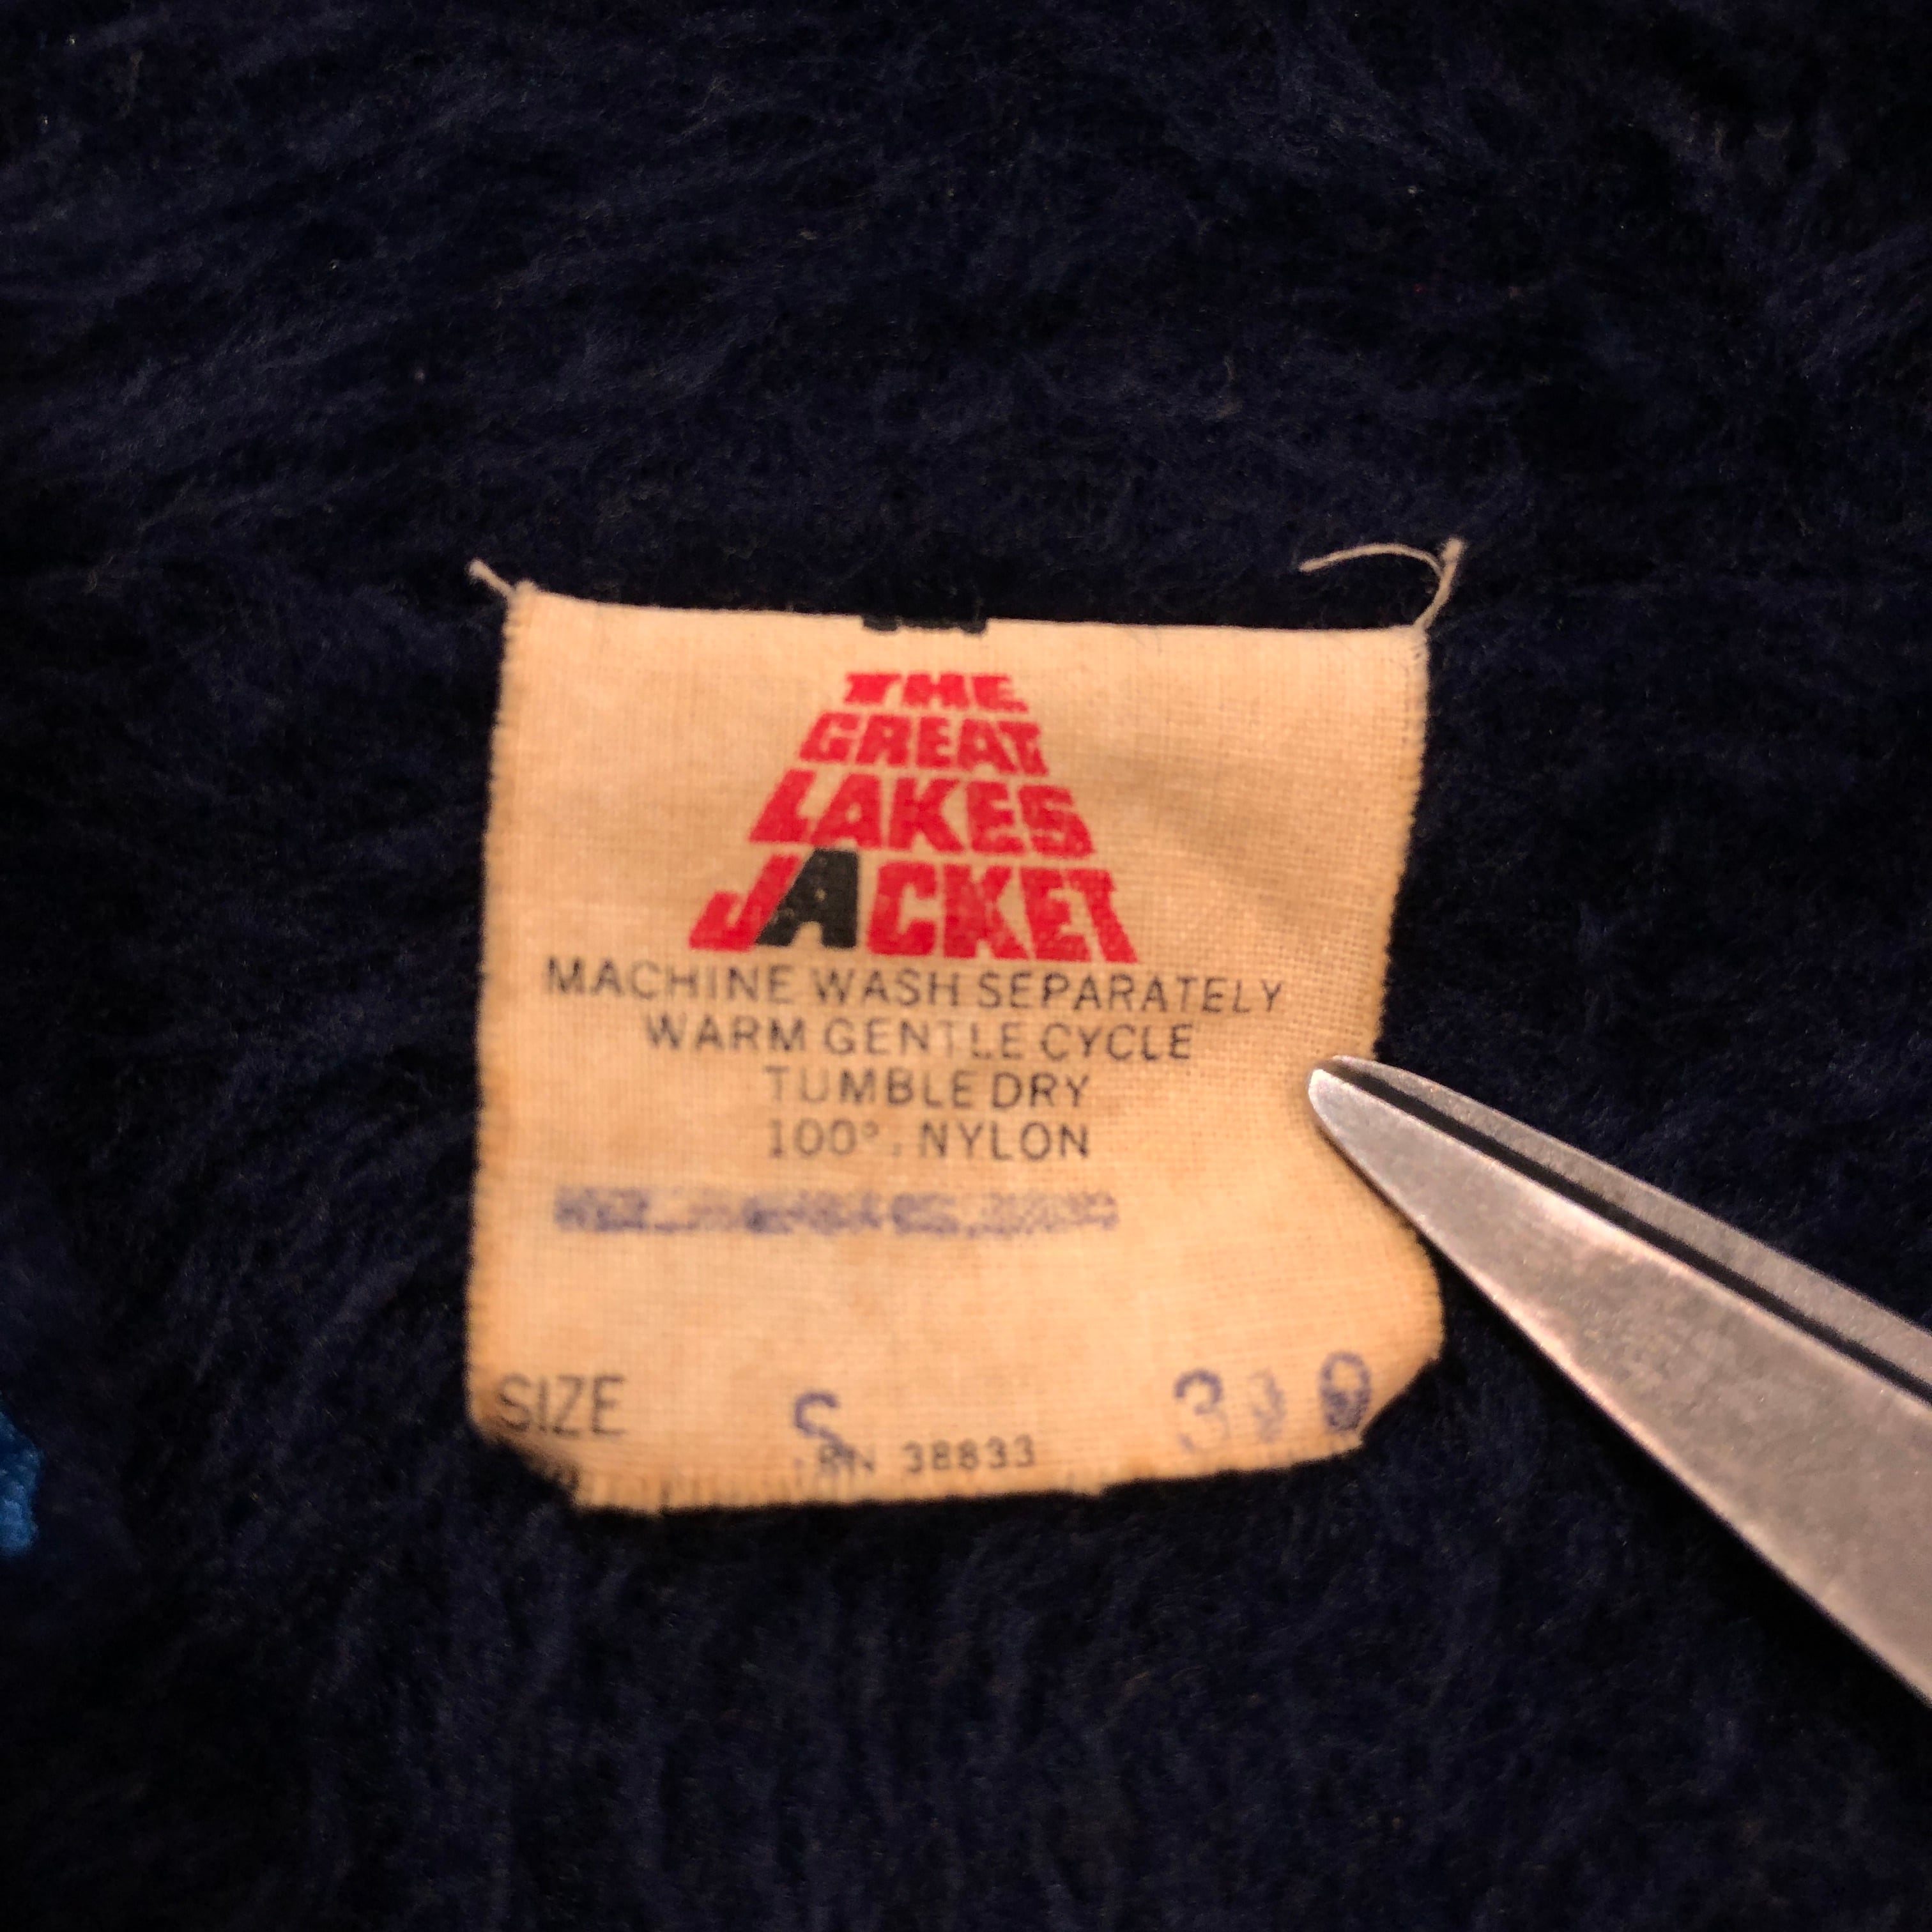 THE
GREAT
LAKES
JACKET
MACHINE WASH SEPARATELY
WARM GENTLE CYCLE
TUMBLE DRY
100% NYLON
SIZE S
RN 38833